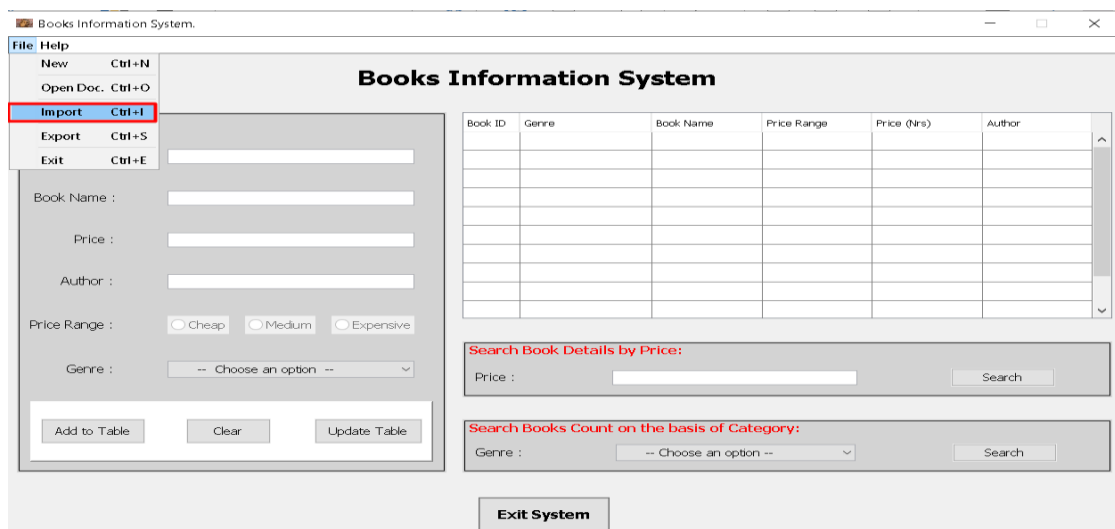 Books Information System.
File Help
New Ctrl+N
Open Doc. Ctrl+O
Import Ctrl+I
Export Ctrl+S
Exit Ctrl+E
Books Information System
Book Name :
Price :
Author :
Price Range : Cheap Medium Expensive
Genre : -- Choose an option --
Add to Table Clear Update Table
Book ID Genre Book Name Price Range Price (Nrs) Author
Search Book Details by Price:
Price : Search
Search Books Count on the basis of Category:
Genre : -- Choose an option -- Search
Exit System